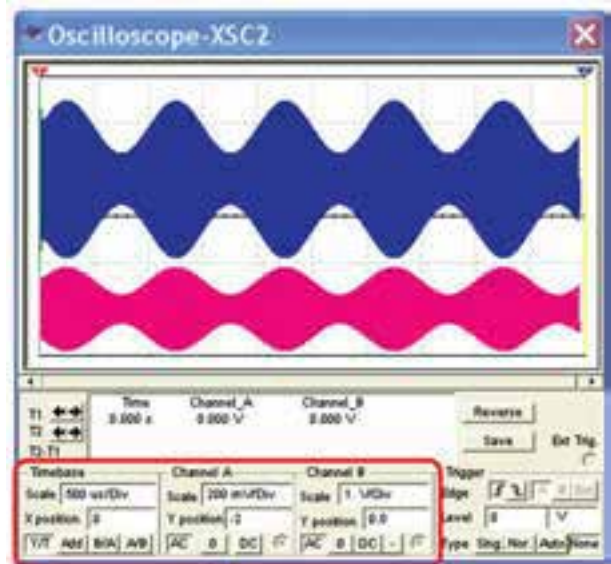 Oscilloscope-XSC2
Time Channel_A Channel_B
T1 0.000 s 0.000 V 0.000 V
T2
T2-T1
Reverse
Save
Ext Trig.
Timebase
Scale 500 us/Div
X position 0
Y/T Add B/A A/B
Channel A
Scale 200 mV/Div
Y position -2
AC 0 DC
Channel B
Scale 1 V/Div
Y position 0.0
AC 0 DC -
Trigger
Edge
Level 0 V
Type Sing. Nor. Auto None